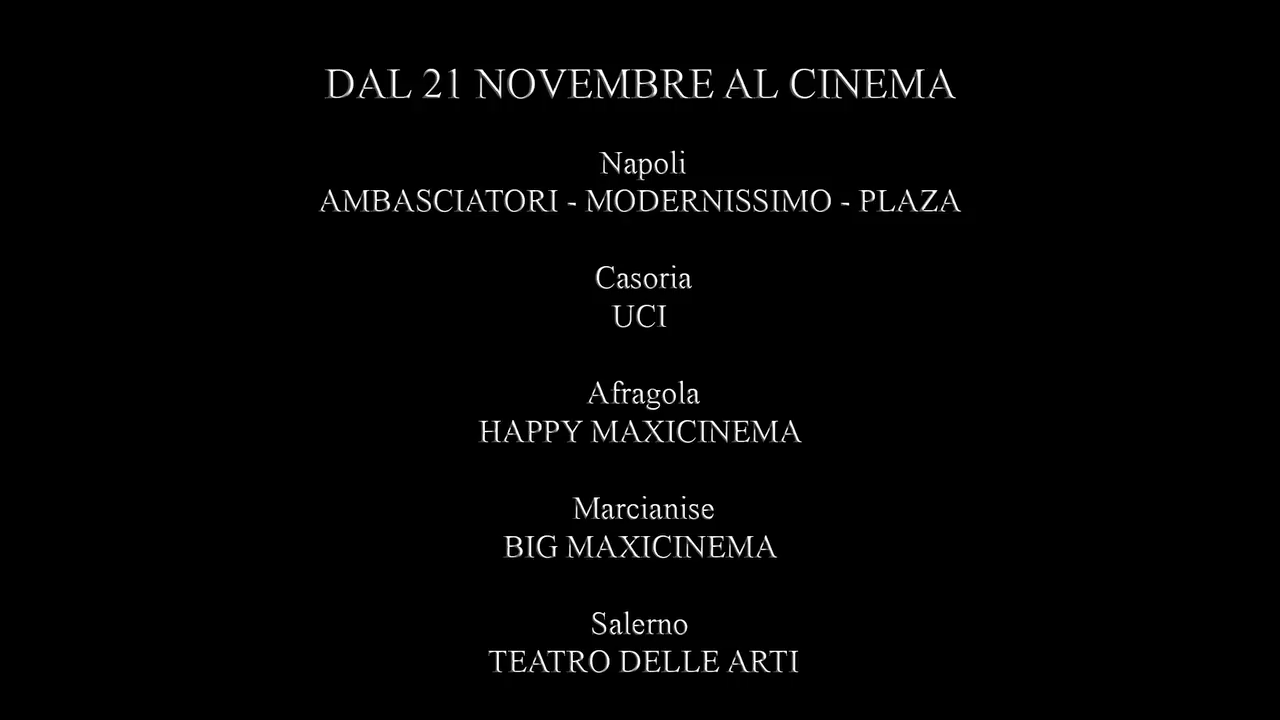 DAL 21 NOVEMBRE AL CINEMA
Napoli
AMBASCIATORI - MODERNISSIMO - PLAZA
Casoria
UCI
Afragola
HAPPY MAXICINEMA
Marcianise
BIG MAXICINEMA
Salerno
TEATRO DELLE ARTI